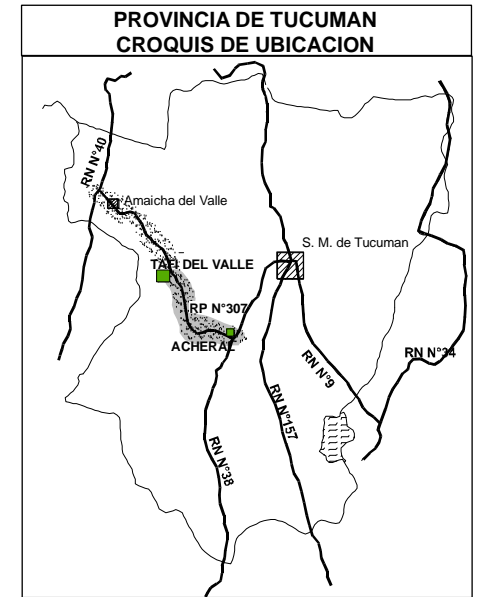 PROVINCIA DE TUCUMAN
CROQUIS DE UBICACION
RN N°40
Amaicha del Valle
S. M. de Tucuman
TAFI DEL VALLE
RP N°307
ACHERAL
RN N°9
RN N°34
RN N°157
RN N°38